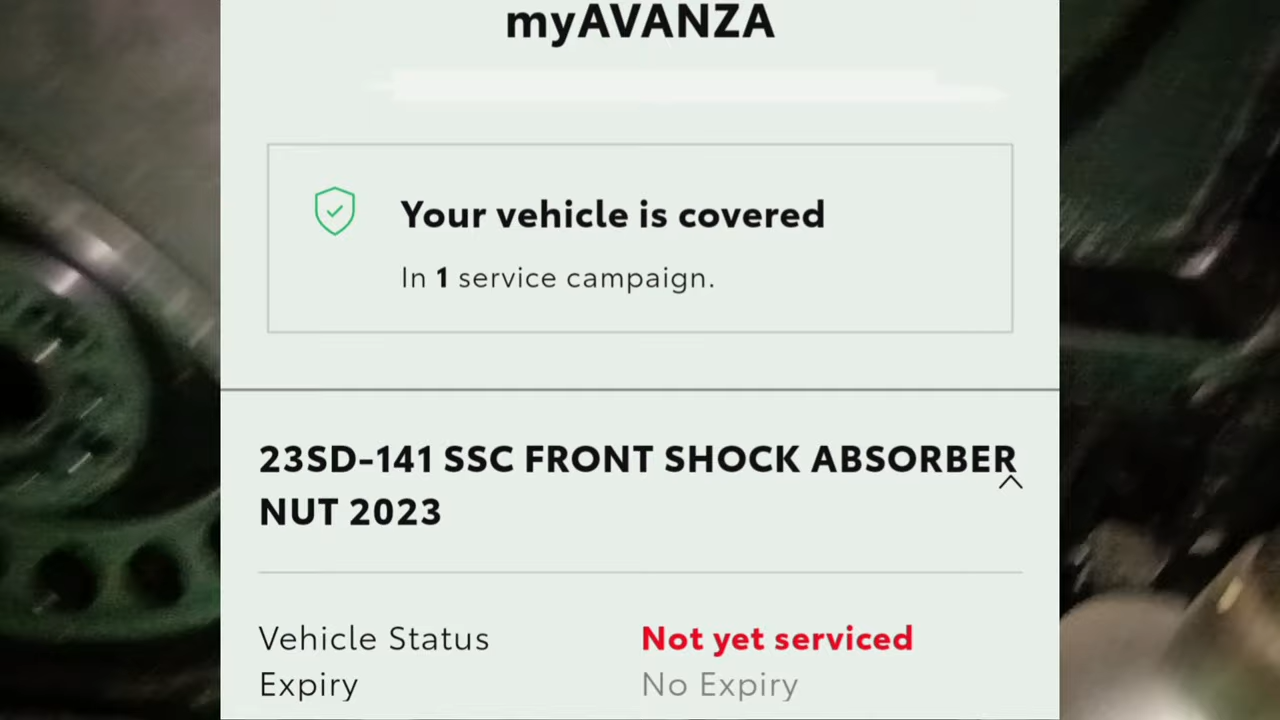 myAVANZA
Your vehicle is covered
In 1 service campaign.
23SD-141 SSC FRONT SHOCK ABSORBER
NUT 2023
Vehicle Status Not yet serviced
Expiry No Expiry